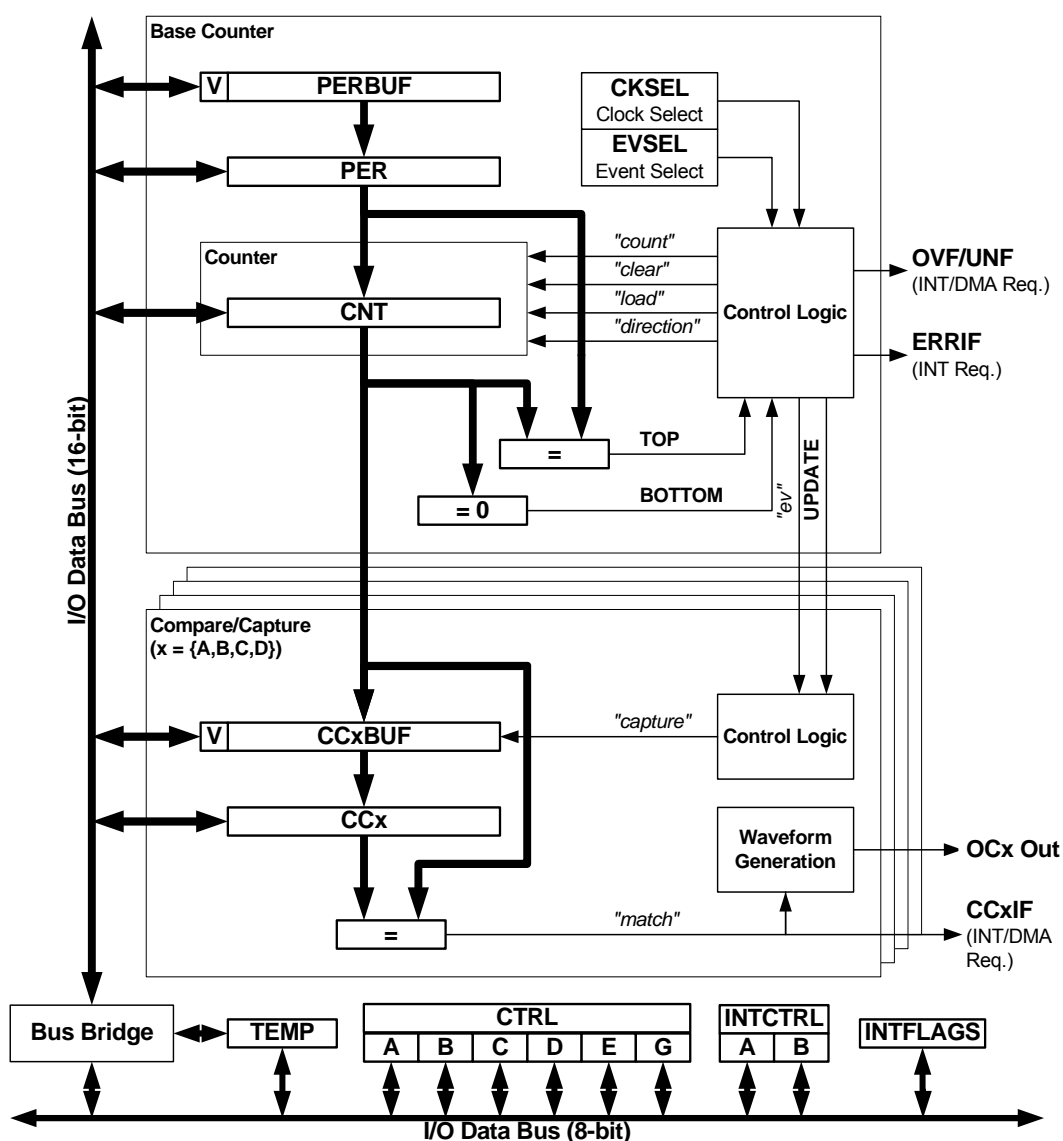 Base Counter
V
PERBUF
CKSEL
Clock Select
EVSEL
Event Select
PER
Counter
CNT
"count"
"clear"
"load"
"direction"
Control Logic
OVF/UNF
(INT/DMA Req.)
ERRIF
(INT Req.)
=
TOP
= 0
BOTTOM
"ev"
UPDATE
I/O Data Bus (16-bit)
Compare/Capture
(x = {A,B,C,D})
V
CCxBUF
"capture"
Control Logic
CCx
Waveform
Generation
OCx Out
=
"match"
CCxIF
(INT/DMA
Req.)
Bus Bridge
TEMP
CTRL
A B C D E G
INTCTRL
A B
INTFLAGS
I/O Data Bus (8-bit)